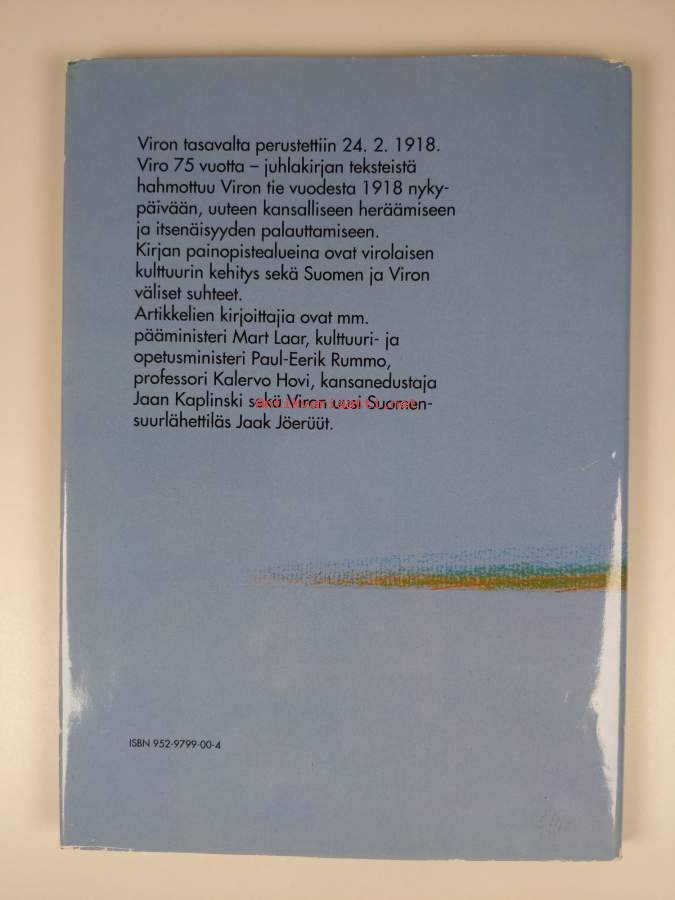 Viron tasavalta perustettiin 24. 2. 1918.
Viro 75 vuotta – juhlakirjan teksteistä
hahmottuu Viron tie vuodesta 1918 nyky-
päivään, uuteen kansalliseen heräämiseen
ja itsenäisyyden palauttamiseen.
Kirjan painopistealueina ovat virolaisen
kulttuurin kehitys sekä Suomen ja Viron
väliset suhteet.
Artikkelien kirjoittajia ovat mm.
pääministeri Mart Laar, kulttuuri- ja
opetusministeri Paul-Eerik Rummo,
professori Kalervo Hovi, kansanedustaja
Jaan Kaplinski sekä Viron uusi Suomen-
suurlähettiläs Jaak Jöerüüt.
ISBN 952-9799-00-4